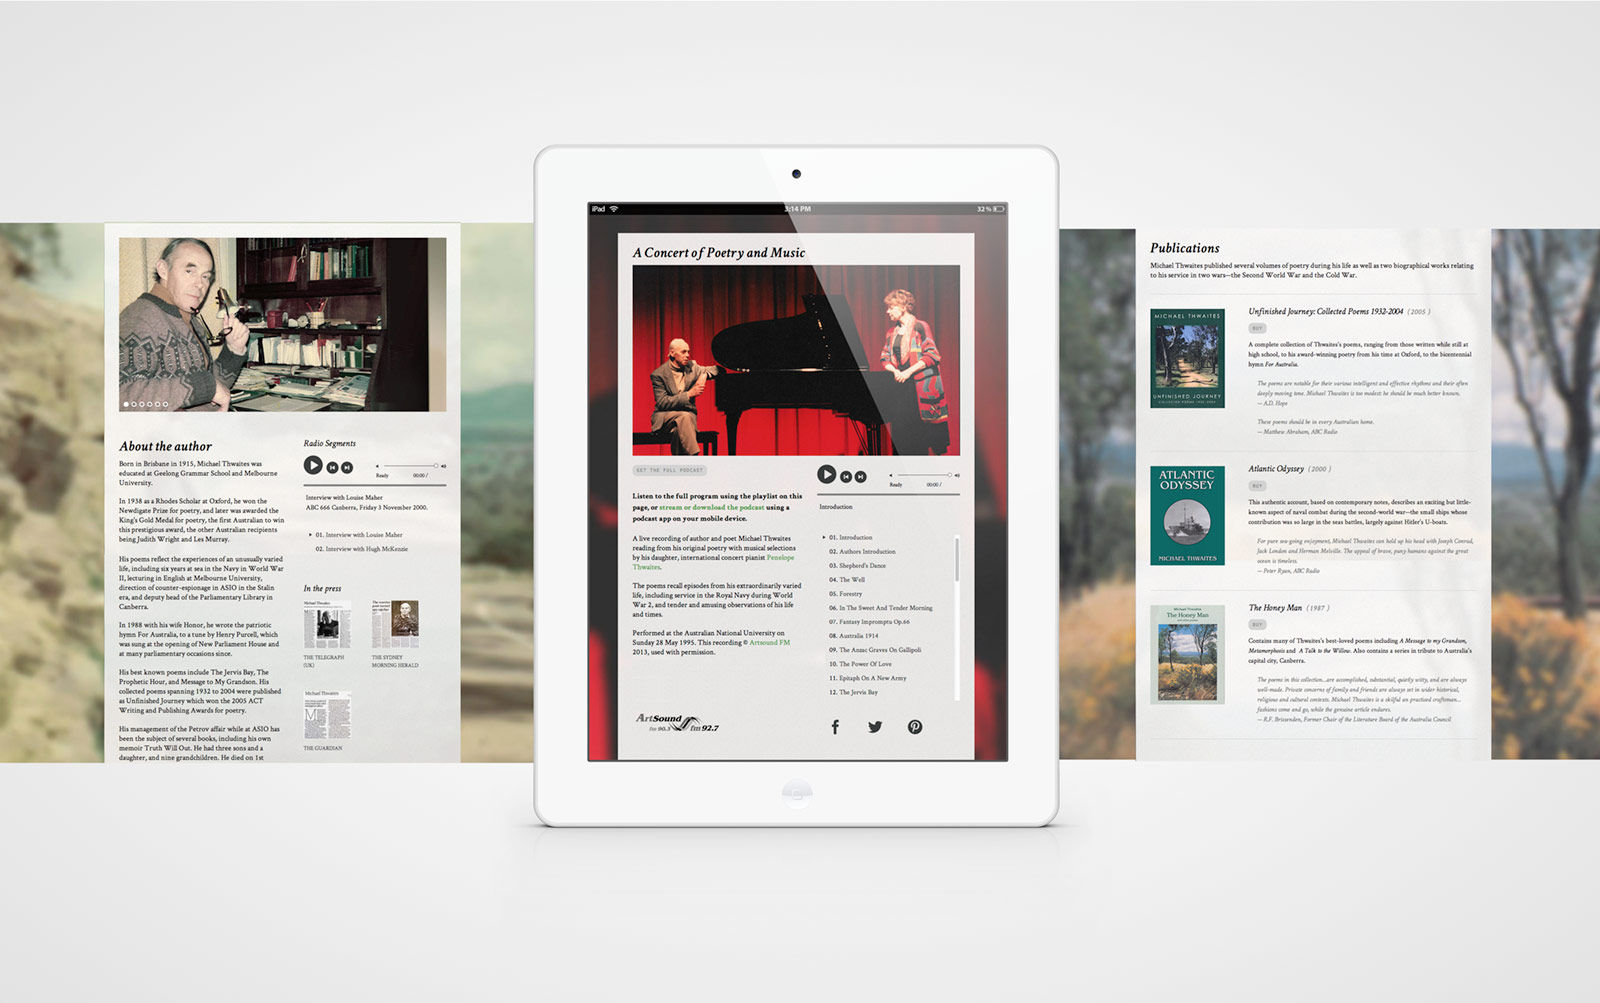 About the author
Born in Brisbane in 1915, Michael Thwaites was
educated at Geelong Grammar School and Melbourne
University.
In 1938 as a Rhodes Scholar at Oxford, he won the
Newdigate Prize for poetry, and later was awarded the
King's Gold Medal for poetry, the first Australian to win
this prestigious award, the other Australian recipients
being Judith Wright and Les Murray.
His poems reflect the experiences of an unusually varied
life, including six years at sea in the Navy in World War
II, lecturing in English at Melbourne University,
direction of counter-espionage in ASIO in the Stalin
era, and deputy head of the Parliamentary Library in
Canberra.
In 1988 with his wife Honor, he wrote the patriotic
hymn For Australia, to a tune by Henry Purcell, which
was sung at the opening of New Parliament House and
at many parliamentary occasions since.
His best known poems include The Jervis Bay, The
Prophetic Hour, and Message to My Grandson. His
collected poems spanning 1932 to 2004 were published
as Unfinished Journey which won the 2005 ACT
Writing and Publishing Awards for poetry.
His management of the Petrov affair while at ASIO has
been the subject of several books, including his own
memoir Truth Will Out. He had three sons and a
daughter, and nine grandchildren. He died on 1st
Radio Segments
Ready 00:00 /
Interview with Louise Maher
ABC 666 Canberra, Friday 3 November 2000.
01. Interview with Louise Maher
02. Interview with Hugh McKenzie
In the press
Michael Thwaites
THE TELEGRAPH
(UK)
THE SYDNEY
MORNING HERALD
Michael Thwaites
THE GUARDIAN
iPad 3:14 PM 32%
A Concert of Poetry and Music
GET THE FULL PODCAST
Listen to the full program using the playlist on this
page, or stream or download the podcast using a
podcast app on your mobile device.
A live recording of author and poet Michael Thwaites
reading from his original poetry with musical selections
by his daughter, international concert pianist Penelope
Thwaites.
The poems recall episodes from his extraordinarily varied
life, including service in the Royal Navy during World
War 2, and tender and amusing observations of his life
and times.
Performed at the Australian National University on
Sunday 28 May 1995. This recording © Artsound FM
2013, used with permission.
Ready 00:00 /
Introduction
01. Introduction
02. Authors Introduction
03. Shepherd's Dance
04. The Well
05. Forestry
06. In The Sweet And Tender Morning
07. Fantasy Impromptu Op.66
08. Australia 1914
09. The Anzac Graves On Gallipoli
10. The Power Of Love
11. Epitaph On A New Army
12. The Jervis Bay
ArtSound
fm 90.3 fm 92.7
Publications
Michael Thwaites published several volumes of poetry during his life as well as two biographical works relating
to his service in two wars—the Second World War and the Cold War.
MICHAEL THWAITES
UNFINISHED JOURNEY
COLLECTED POEMS 1932-2004
Unfinished Journey: Collected Poems 1932-2004 (2005)
BUY
A complete collection of Thwaites's poems, ranging from those written while still at
high school, to his award-winning poetry from his time at Oxford, to the bicentennial
hymn For Australia.
The poems are notable for their various intelligent and effective rhythms and their often
deeply moving tone. Michael Thwaites is too modest he should be much better known.
— A.D. Hope
These poems should be in every Australian home.
— Matthew Abraham, ABC Radio
ATLANTIC
ODYSSEY
MICHAEL THWAITES
Atlantic Odyssey (2000)
BUY
This authentic account, based on contemporary notes, describes an exciting but little-
known aspect of naval combat during the second-world war—the small ships whose
contribution was so large in the seas battles, largely against Hitler's U-boats.
For pure sea-going enjoyment, Michael Thwaites can hold up his head with Joseph Conrad,
Jack London and Herman Melville. The appeal of brave, puny humans against the great
ocean is timeless.
— Peter Ryan, ABC Radio
Michael Thwaites
The Honey Man
The Honey Man (1987)
BUY
Contains many of Thwaites's best-loved poems including A Message to my Grandson,
Metamorphosis and A Talk to the Willow. Also contains a series in tribute to Australia's
capital city, Canberra.
The poems in this collection...are accomplished, substantial, quietly witty, and are always
well-made. Private concerns of family and friends are always set in wider historical,
religious and cultural contexts. Michael Thwaites is a skilful an practised craftsman...
fashions come and go, while the genuine article endures.
— R.F. Brissenden, Former Chair of the Literature Board of the Australia Council